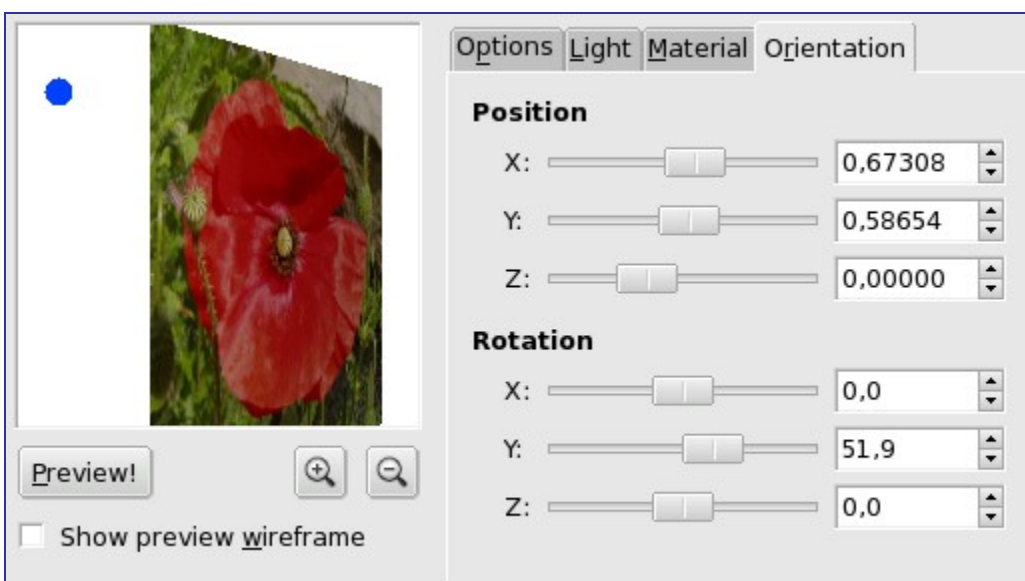 Options Light Material Orientation
Position
X: 0,67308
Y: 0,58654
Z: 0,00000
Rotation
X: 0,0
Y: 51,9
Z: 0,0
Preview!
Show preview wireframe